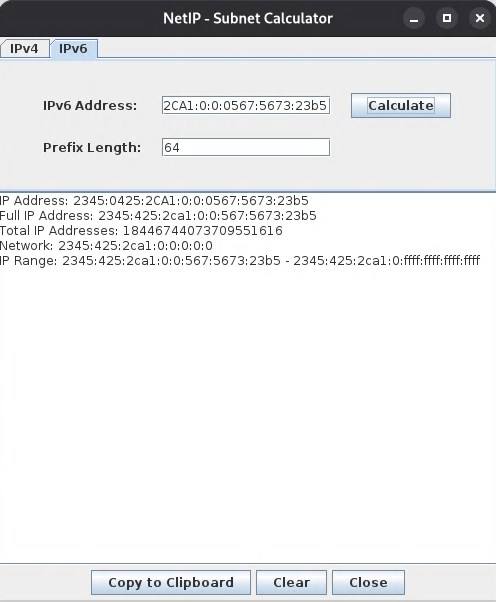 NetIP - Subnet Calculator
IPv4 IPv6
IPv6 Address: 2CA1:0:0:0567:5673:23b5 Calculate
Prefix Length: 64
IP Address: 2345:0425:2CA1:0:0:0567:5673:23b5
Full IP Address: 2345:425:2ca1:0:0:567:5673:23b5
Total IP Addresses: 18446744073709551616
Network: 2345:425:2ca1:0:0:0:0:0
IP Range: 2345:425:2ca1:0:0:567:5673:23b5 - 2345:425:2ca1:0:ffff:ffff:ffff:ffff
Copy to Clipboard Clear Close